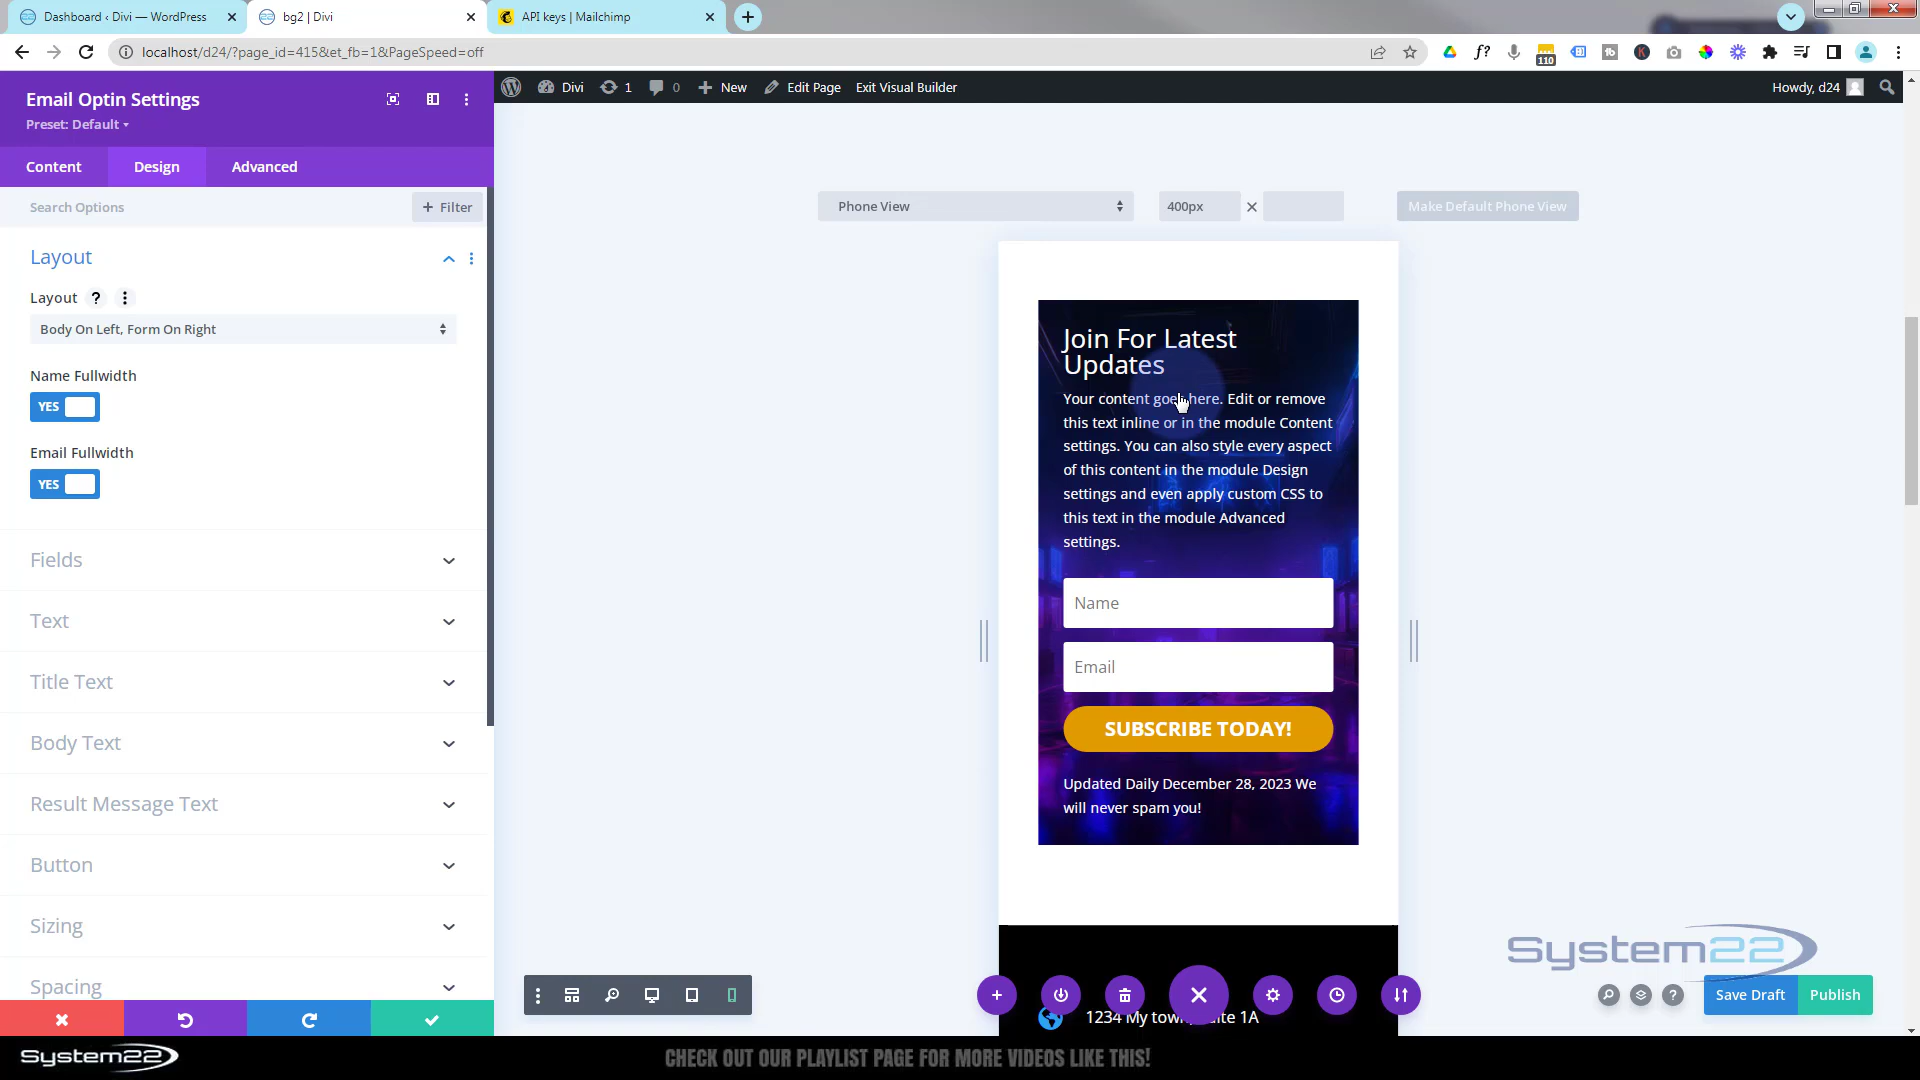 Dashboard ‹ Divi — WordPress
bg2 | Divi
API keys | Mailchimp
localhost/d24/?page_id=415&et_fb=1&PageSpeed=off
f?
110
Divi
1
0
New
Edit Page
Exit Visual Builder
Howdy, d24
Email Optin Settings
Preset: Default
Content
Design
Advanced
Search Options
+ Filter
Layout
Layout ?
Body On Left, Form On Right
Name Fullwidth
YES
Email Fullwidth
YES
Fields
Text
Title Text
Body Text
Result Message Text
Button
Sizing
Spacing
Phone View
400px
Make Default Phone View
Join For Latest
Updates
Your content goes here. Edit or remove
this text inline or in the module Content
settings. You can also style every aspect
of this content in the module Design
settings and even apply custom CSS to
this text in the module Advanced
settings.
Name
Email
SUBSCRIBE TODAY!
Updated Daily December 28, 2023 We
will never spam you!
System22
Save Draft
Publish
System22
CHECK OUT OUR PLAYLIST PAGE FOR MORE VIDEOS LIKE THIS!